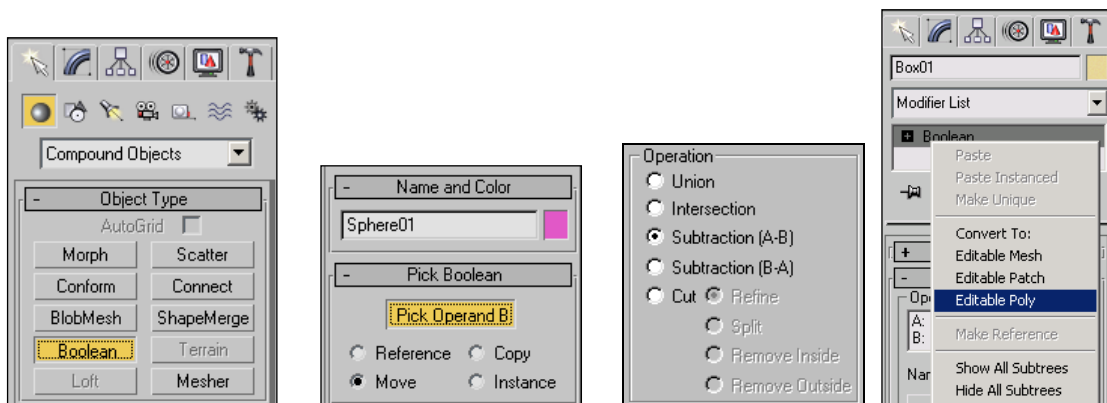 Compound Objects
- Object Type
AutoGrid
Morph Scatter
Conform Connect
BlobMesh ShapeMerge
Boolean Terrain
Loft Mesher
- Name and Color
Sphere01
- Pick Boolean
Pick Operand B
Reference Copy
Move Instance
Operation
Union
Intersection
Subtraction (A-B)
Subtraction (B-A)
Cut Refine
Split
Remove Inside
Remove Outside
Box01
Modifier List
Boolean
Paste
Paste Instanced
Make Unique
Convert To:
+ Editable Mesh
- Editable Patch
Editable Poly
A:
B: Make Reference
Show All Subtrees
Hide All Subtrees